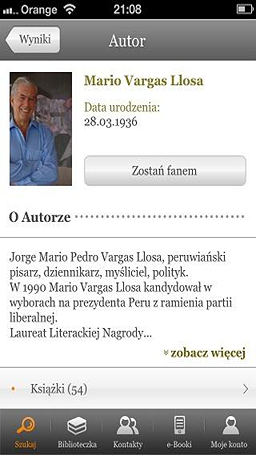 Orange 21:08
Wyniki Autor
Mario Vargas Llosa
Data urodzenia:
28.03.1936
Zostań fanem
O Autorze
Jorge Mario Pedro Vargas Llosa, peruwiański
pisarz, dziennikarz, myśliciel, polityk.
W 1990 Mario Vargas Llosa kandydował w
wyborach na prezydenta Peru z ramienia partii
liberalnej.
Laureat Literackiej Nagrody...
zobacz więcej
Książki (54)
Szukaj Biblioteczka Kontakty e-Booki Moje konto